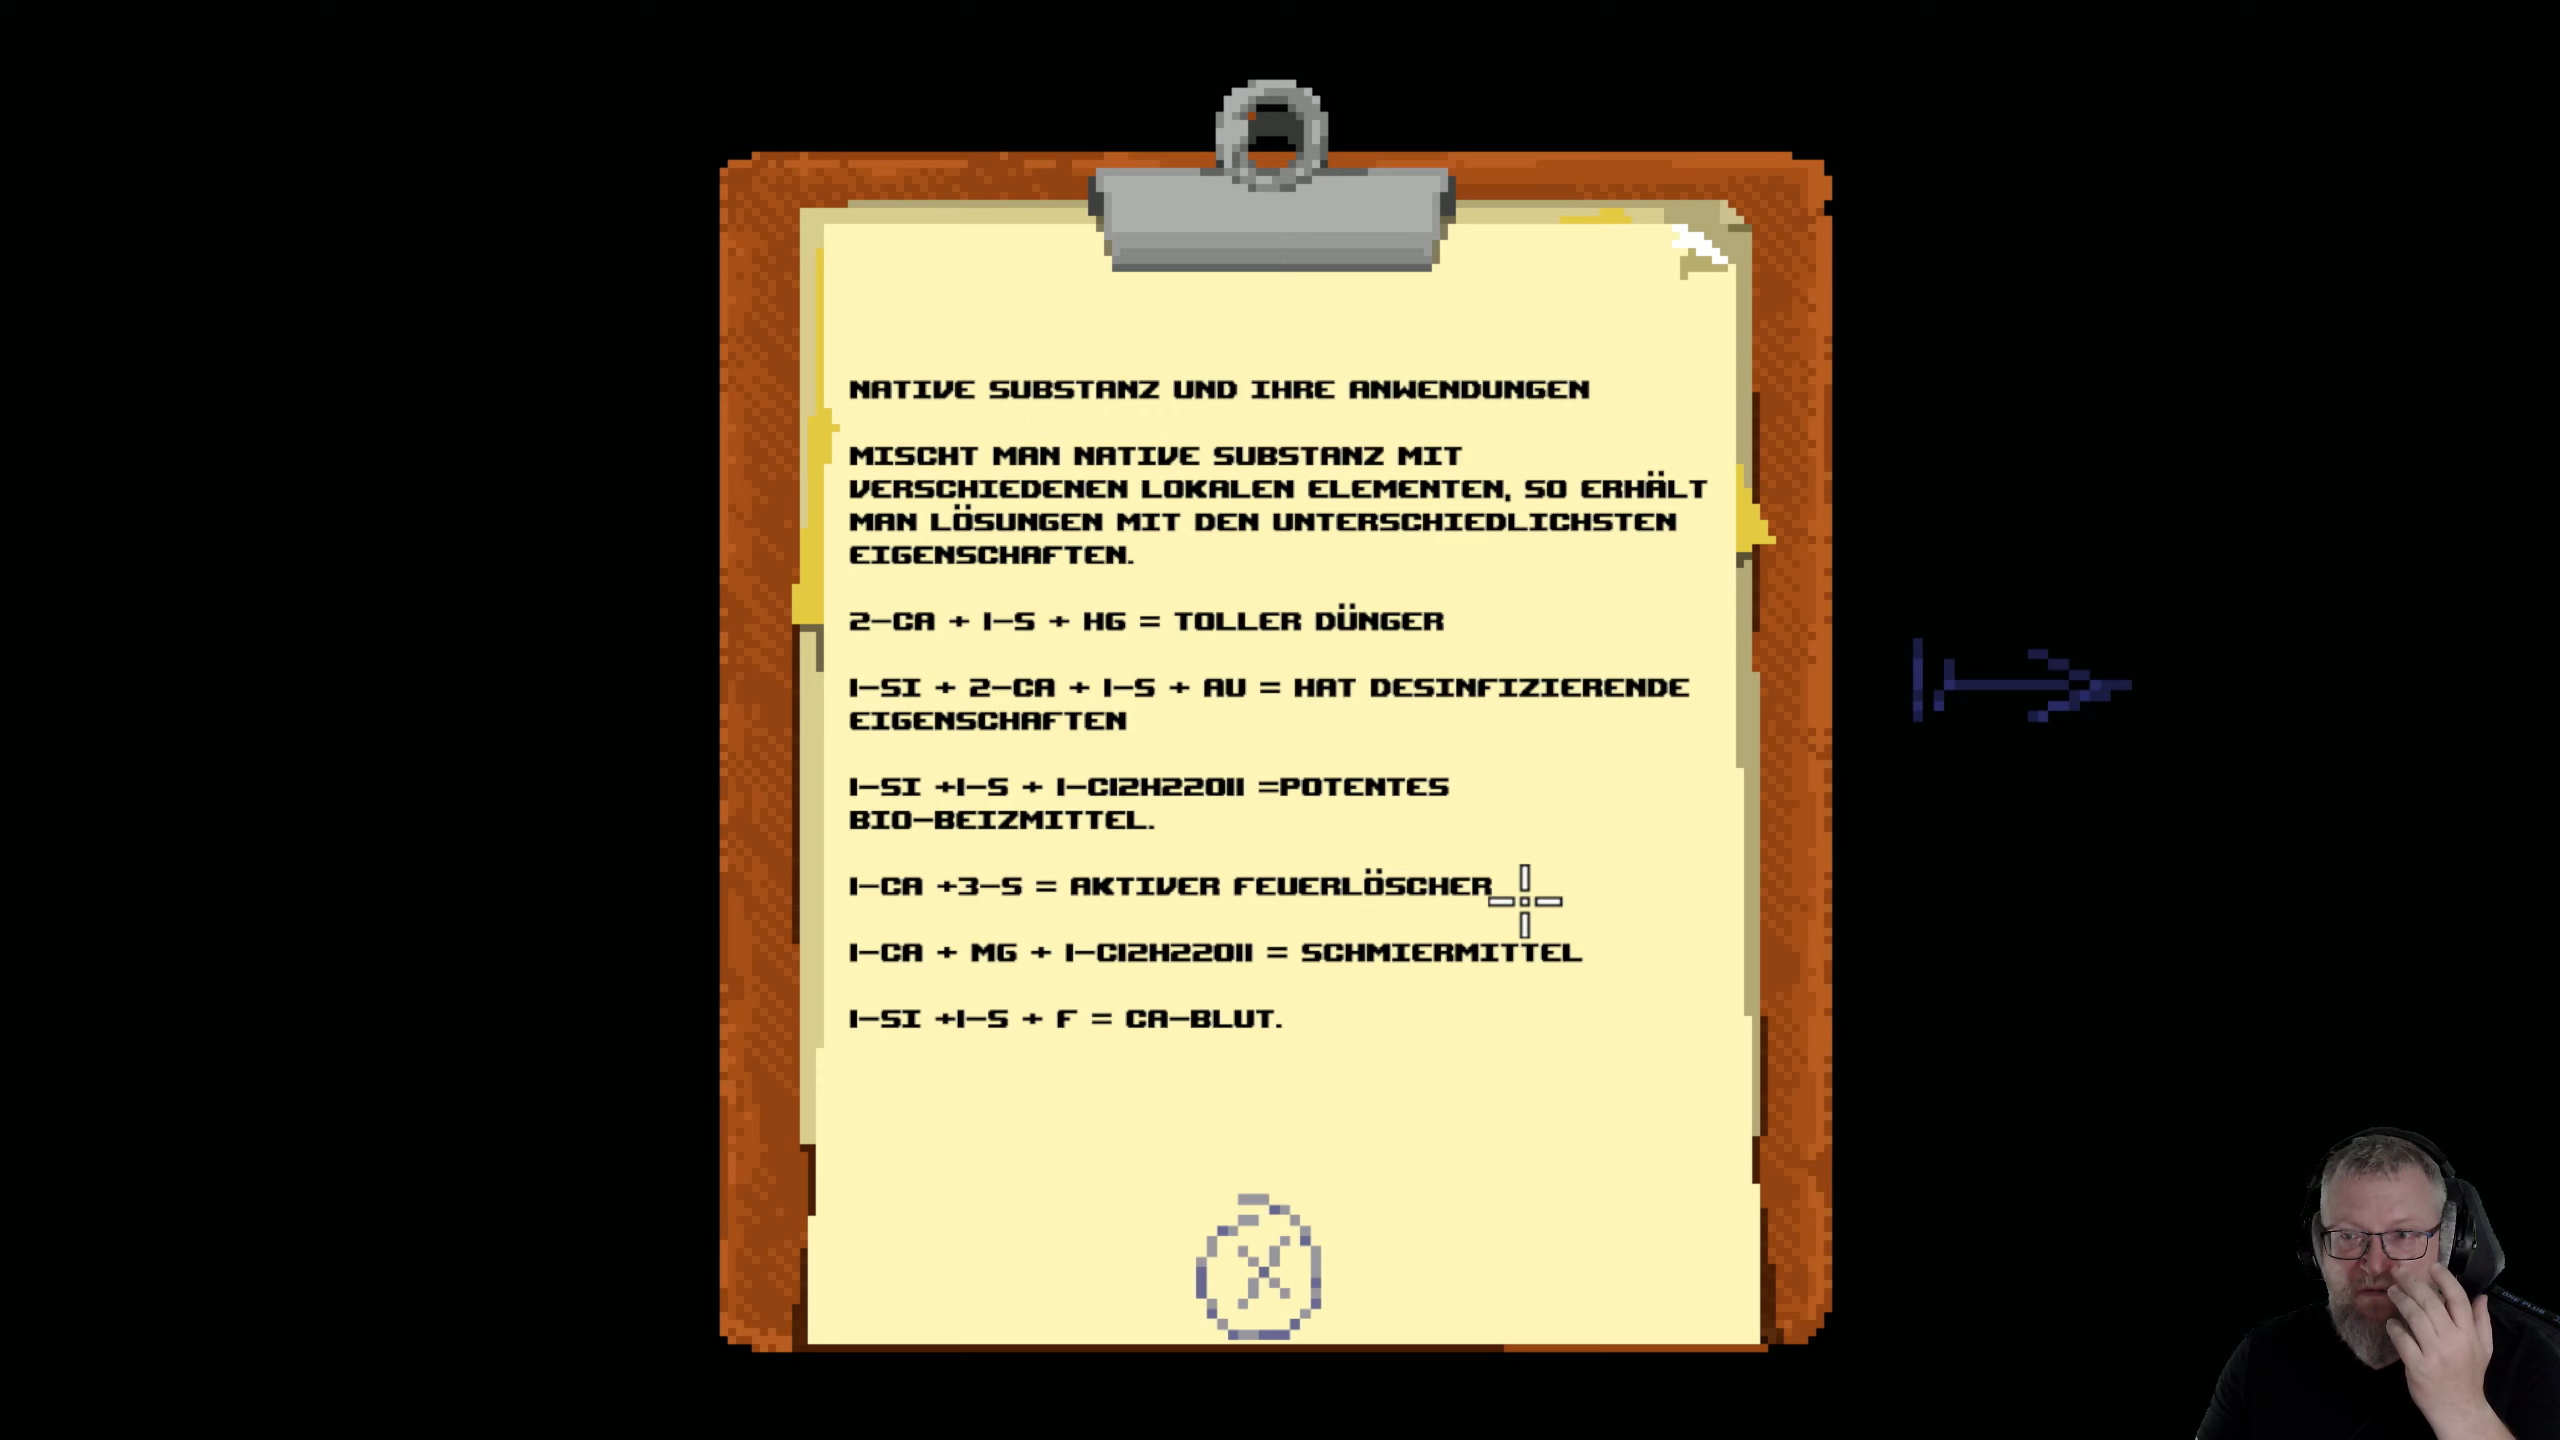 NATIVE SUBSTANZ UND IHRE ANWENDUNGEN
MISCHT MAN NATIVE SUBSTANZ MIT
VERSCHIEDENEN LOKALEN ELEMENTEN, SO ERHÄLT
MAN LÖSUNGEN MIT DEN UNTERSCHIEDLICHSTEN
EIGENSCHAFTEN.
2-CA + 1-S + HG = TOLLER DÜNGER
1-SI + 2-CA + 1-S + AU = HAT DESINFIZIERENDE
EIGENSCHAFTEN
1-SI +1-S + 1-C12H22O11 =POTENTES
BIO-BEIZMITTEL.
1-CA +3-S = AKTIVER FEUERLÖSCHER
1-CA + MG + 1-C12H22O11 = SCHMIERMITTEL
1-SI +1-S + F = CA-BLUT.
X